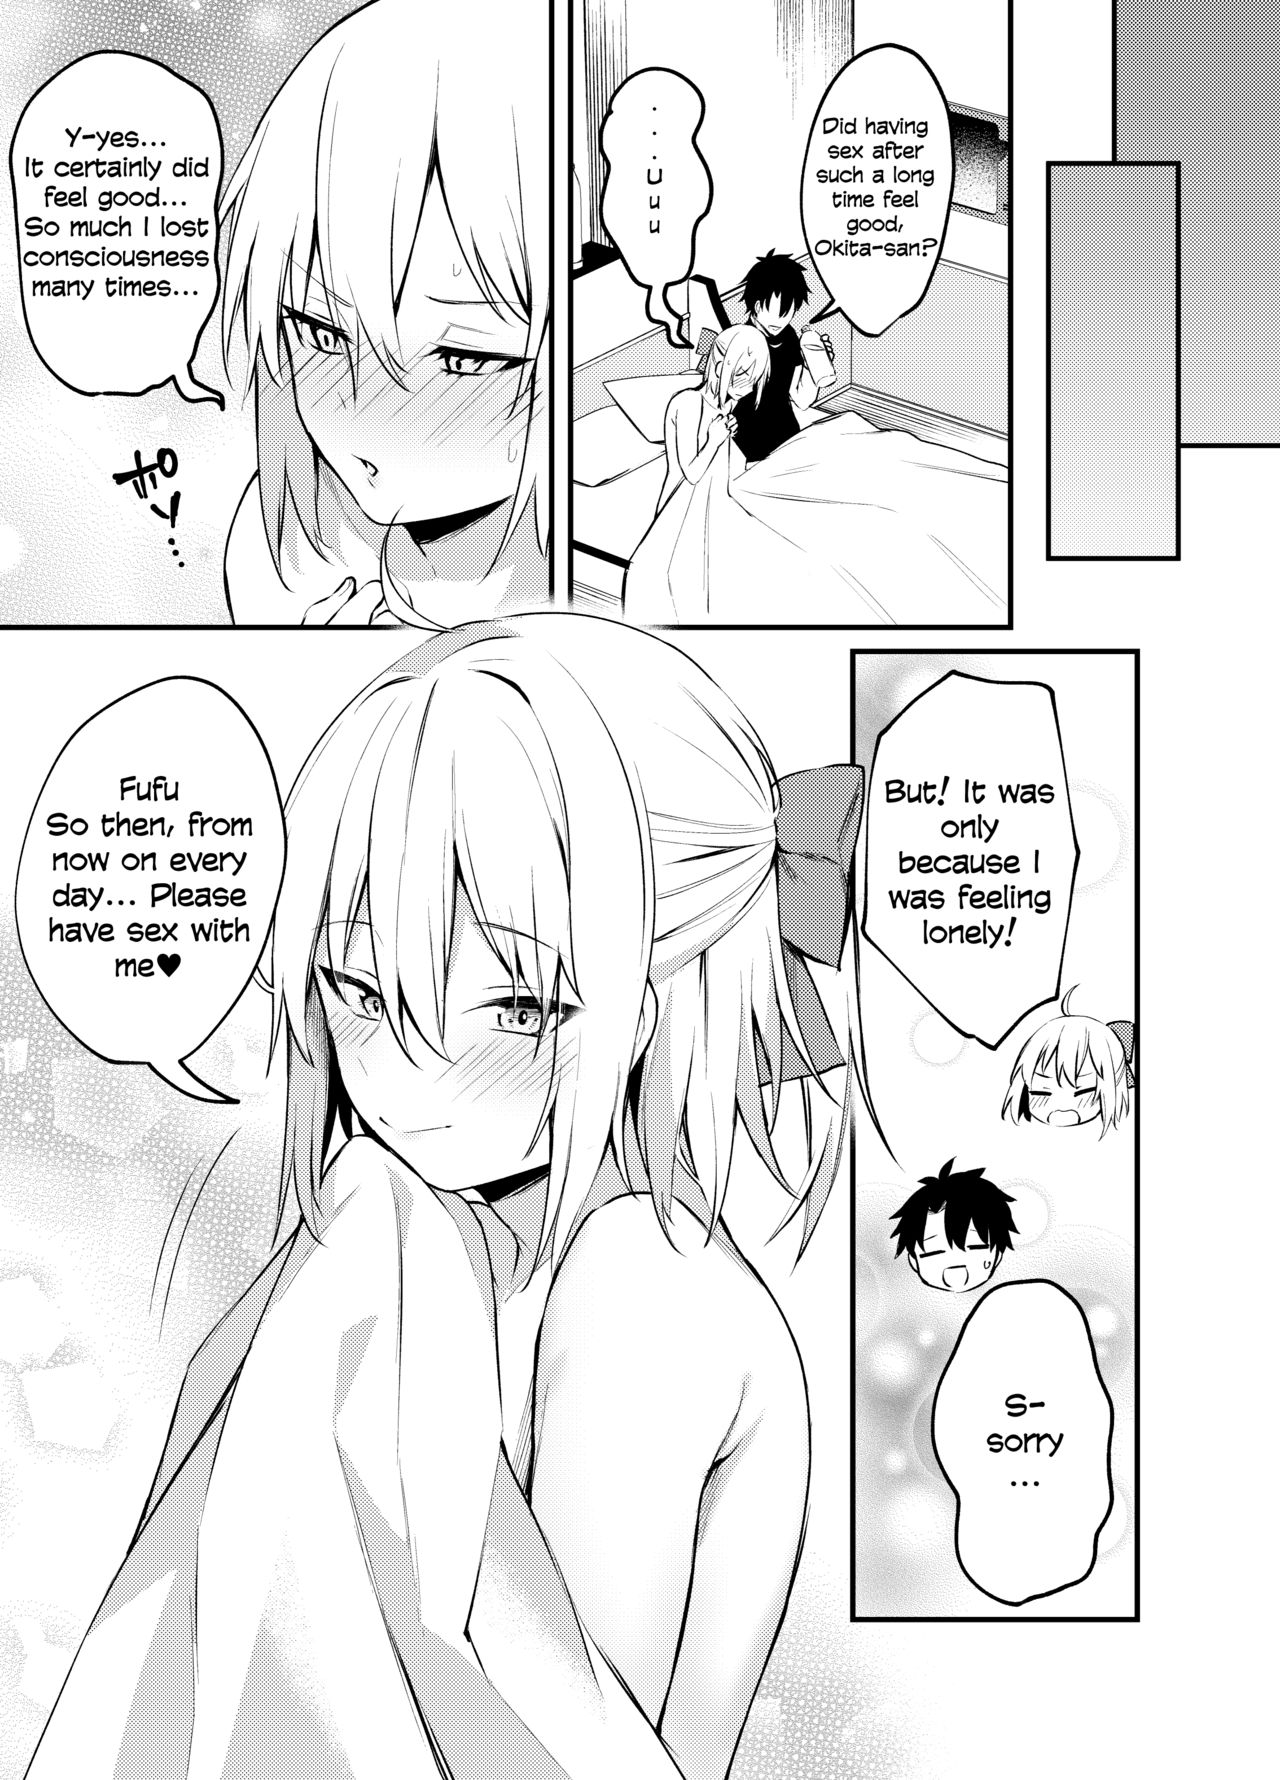 Did having
sex after
such a long
time feel
good,
Okita-san?
....uuu
Y-yes...
It certainly did
feel good...
So much I lost
consciousness
many times...
ポッ...
But! It was
only
because I
was feeling
lonely!
S-
sorry
...
Fufu
So then, from
now on every
day... Please
have sex with
me♥